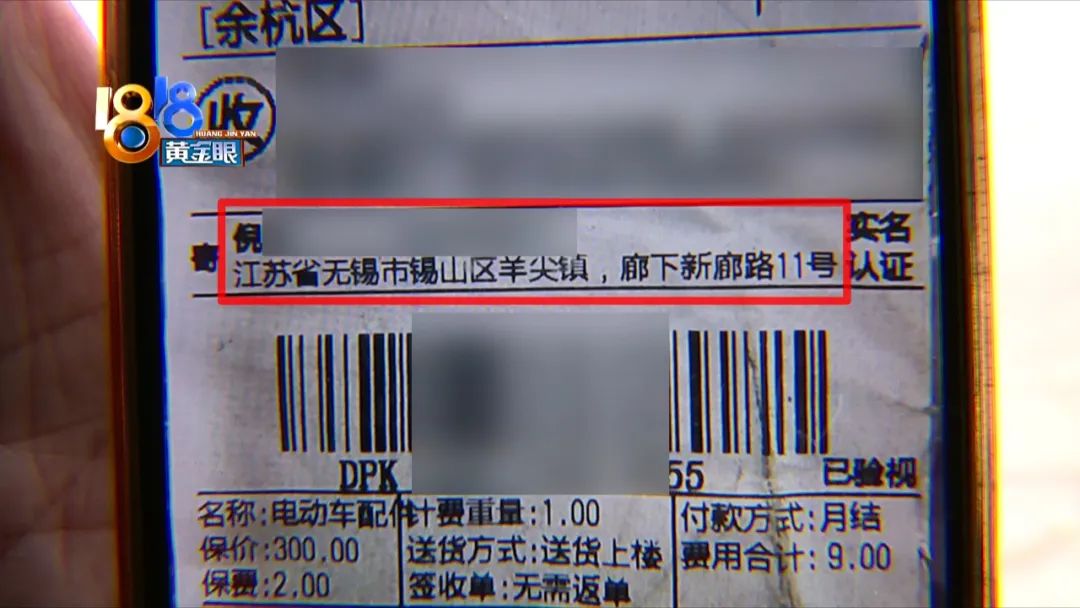 [余杭区]
收
1818
HUANG JIN YAN
黄金眼
寄
倪
江苏省无锡市锡山区羊尖镇,廊下新廊路11号
实名
认证
DPK
55
已验视
名称:电动车配件
计费重量:1.00
付款方式:月结
保价:300.00
送货方式:送货上楼
费用合计:9.00
保费:2.00
签收单:无需返单